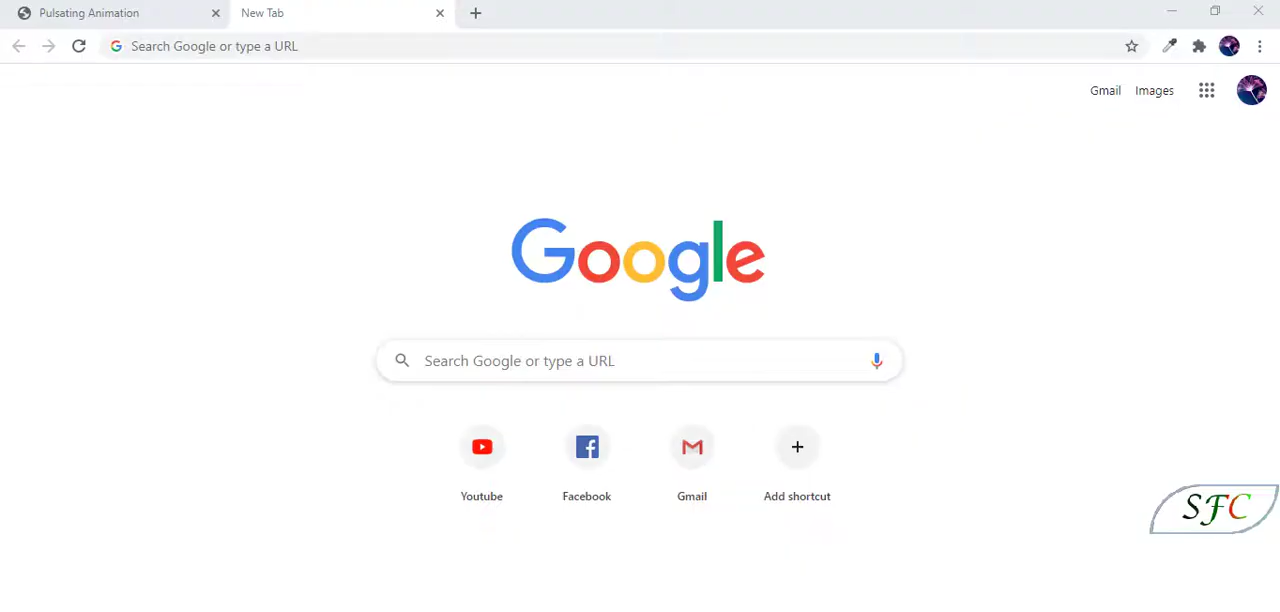 Pulsating Animation
New Tab
Search Google or type a URL
Gmail Images
Google
Search Google or type a URL
Youtube Facebook Gmail Add shortcut
SFC